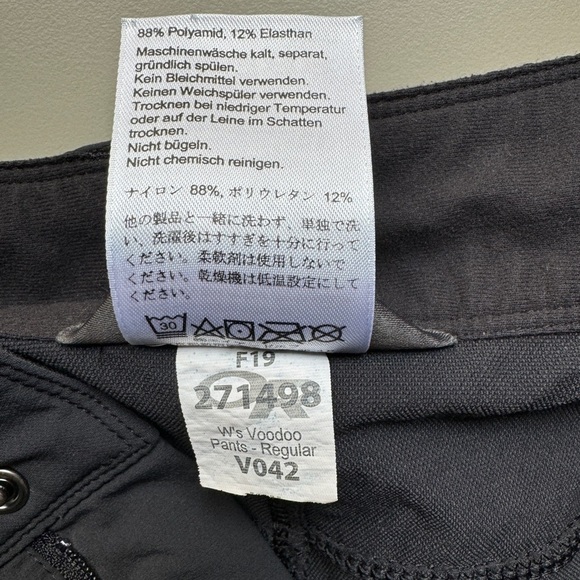 88% Polyamid, 12% Elasthan
Maschinenwäsche kalt, separat,
gründlich spülen.
Kein Bleichmittel verwenden.
Keinen Weichspüler verwenden.
Trocknen bei niedriger Temperatur
oder auf der Leine im Schatten
trocknen.
Nicht bügeln.
Nicht chemisch reinigen.
ナイロン 88%, ポリウレタン 12%
他の製品と一緒に洗わず、単独で洗
い、洗濯後はすすぎを十分に行って
ください。柔軟剤は使用しないで
ください。乾燥機は低温設定にして
ください。
30
F19
271498
W's Voodoo
Pants - Regular
V042